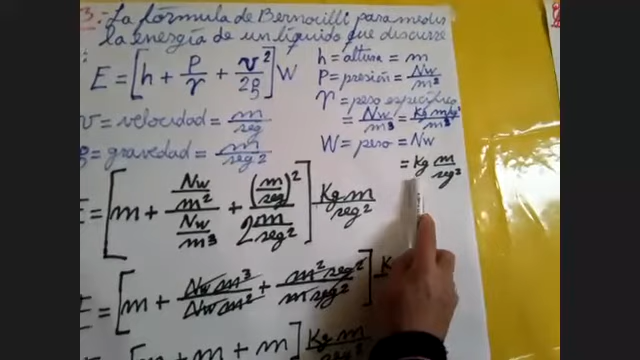 3.- La fórmula de Bernoulli para medir
la energía de un líquido que discurre
E = [h + P/γ + v²/2g] W
h = altura = m
P = presión = Nw/m²
γ = peso específico
= Nw/m³ = Kg m/seg²/m³
v = velocidad = m/seg
W = peso = Nw
g = gravedad = m/seg²
= Kg m/seg²
E = [m + Nw/m²/Nw/m³ + (m/seg)²/2 m/seg²] Kg m/seg²
E = [m + Nw m³/Nw m² + m² seg²/m seg²] K
m + m + m] Kg m/seg²